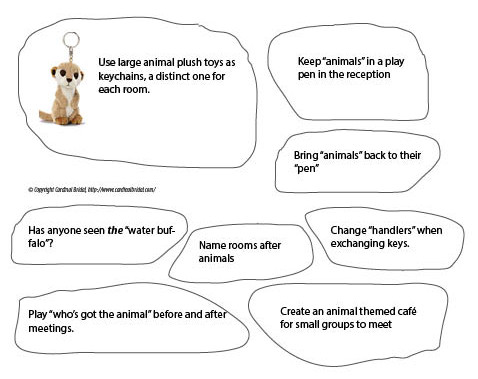 Use large animal plush toys as
keychains, a distinct one for
each room.
Keep “animals” in a play
pen in the reception
Bring “animals” back to their
“pen”
© Copyright Cardinal Bridal, http://www.cardinalbridal.com/
Has anyone seen the “water buf-
falo”?
Name rooms after
animals
Change “handlers” when
exchanging keys.
Play “who’s got the animal” before and after
meetings.
Create an animal themed café
for small groups to meet